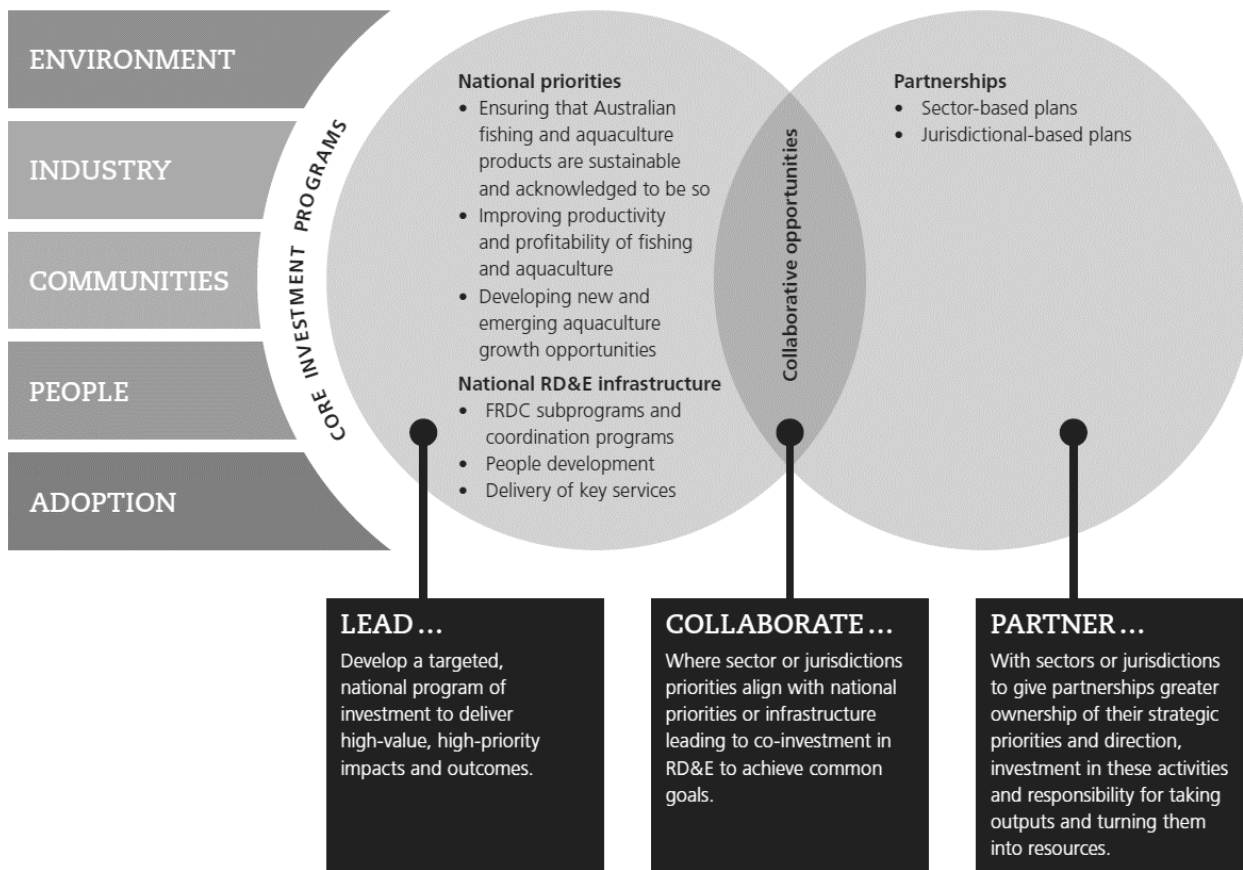 ENVIRONMENT
INDUSTRY
COMMUNITIES
PEOPLE
ADOPTION
CORE INVESTMENT PROGRAMS
National priorities
• Ensuring that Australian
fishing and aquaculture
products are sustainable
and acknowledged to be so
• Improving productivity
and profitability of fishing
and aquaculture
• Developing new and
emerging aquaculture
growth opportunities
National RD&E infrastructure
• FRDC subprograms and
coordination programs
• People development
• Delivery of key services
Collaborative opportunities
Partnerships
• Sector-based plans
• Jurisdictional-based plans
LEAD...
Develop a targeted,
national program of
investment to deliver
high-value, high-priority
impacts and outcomes.
COLLABORATE...
Where sector or jurisdictions
priorities align with national
priorities or infrastructure
leading to co-investment in
RD&E to achieve common
goals.
PARTNER...
With sectors or jurisdictions
to give partnerships greater
ownership of their strategic
priorities and direction,
investment in these activities
and responsibility for taking
outputs and turning them
into resources.